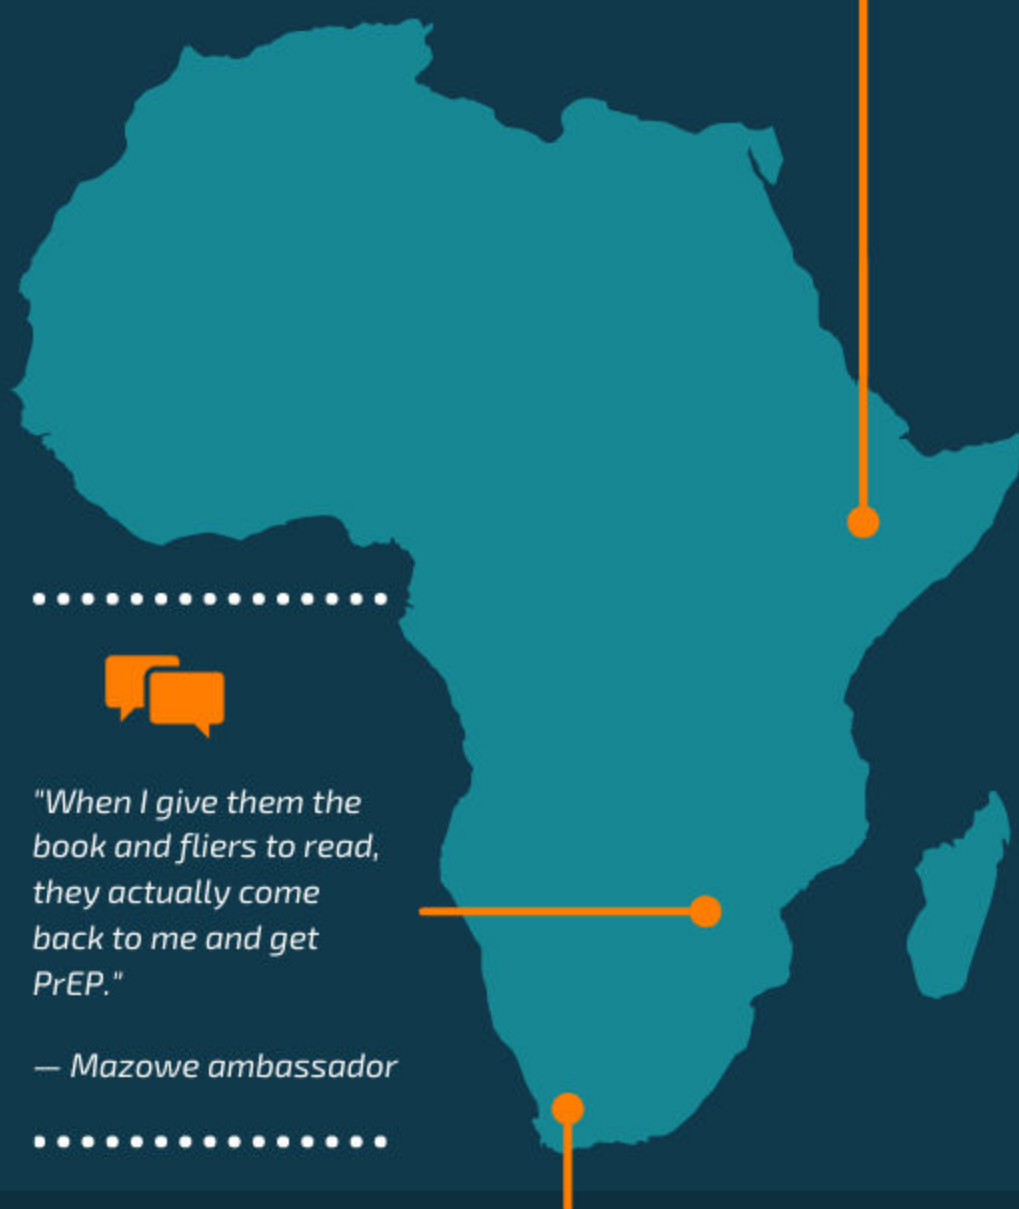 "When I give them the
book and fliers to read,
they actually come
back to me and get
PrEP."
— Mazowe ambassador